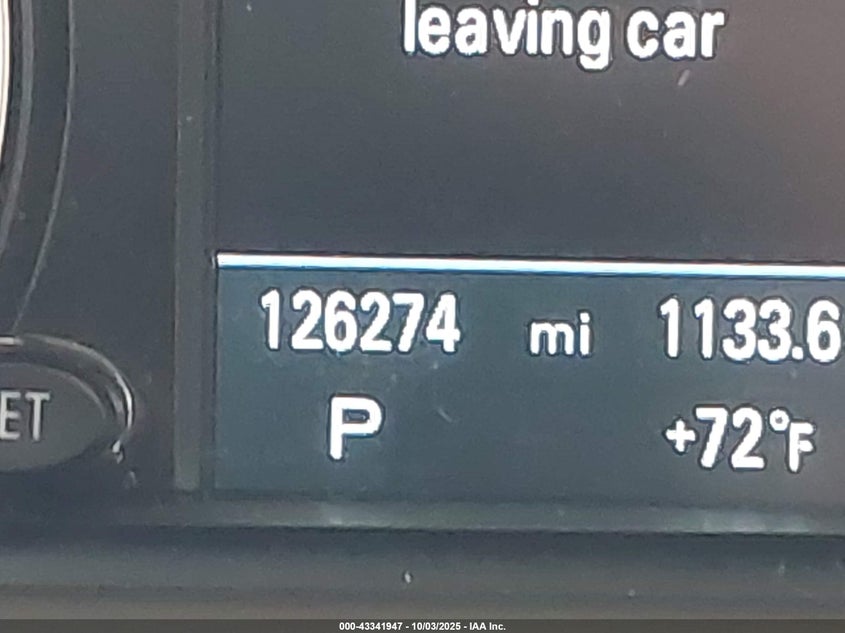 leaving car
126274 mi 1133.6
P +72°F
ET
000-43341947 - 10/03/2025 - IAA Inc.